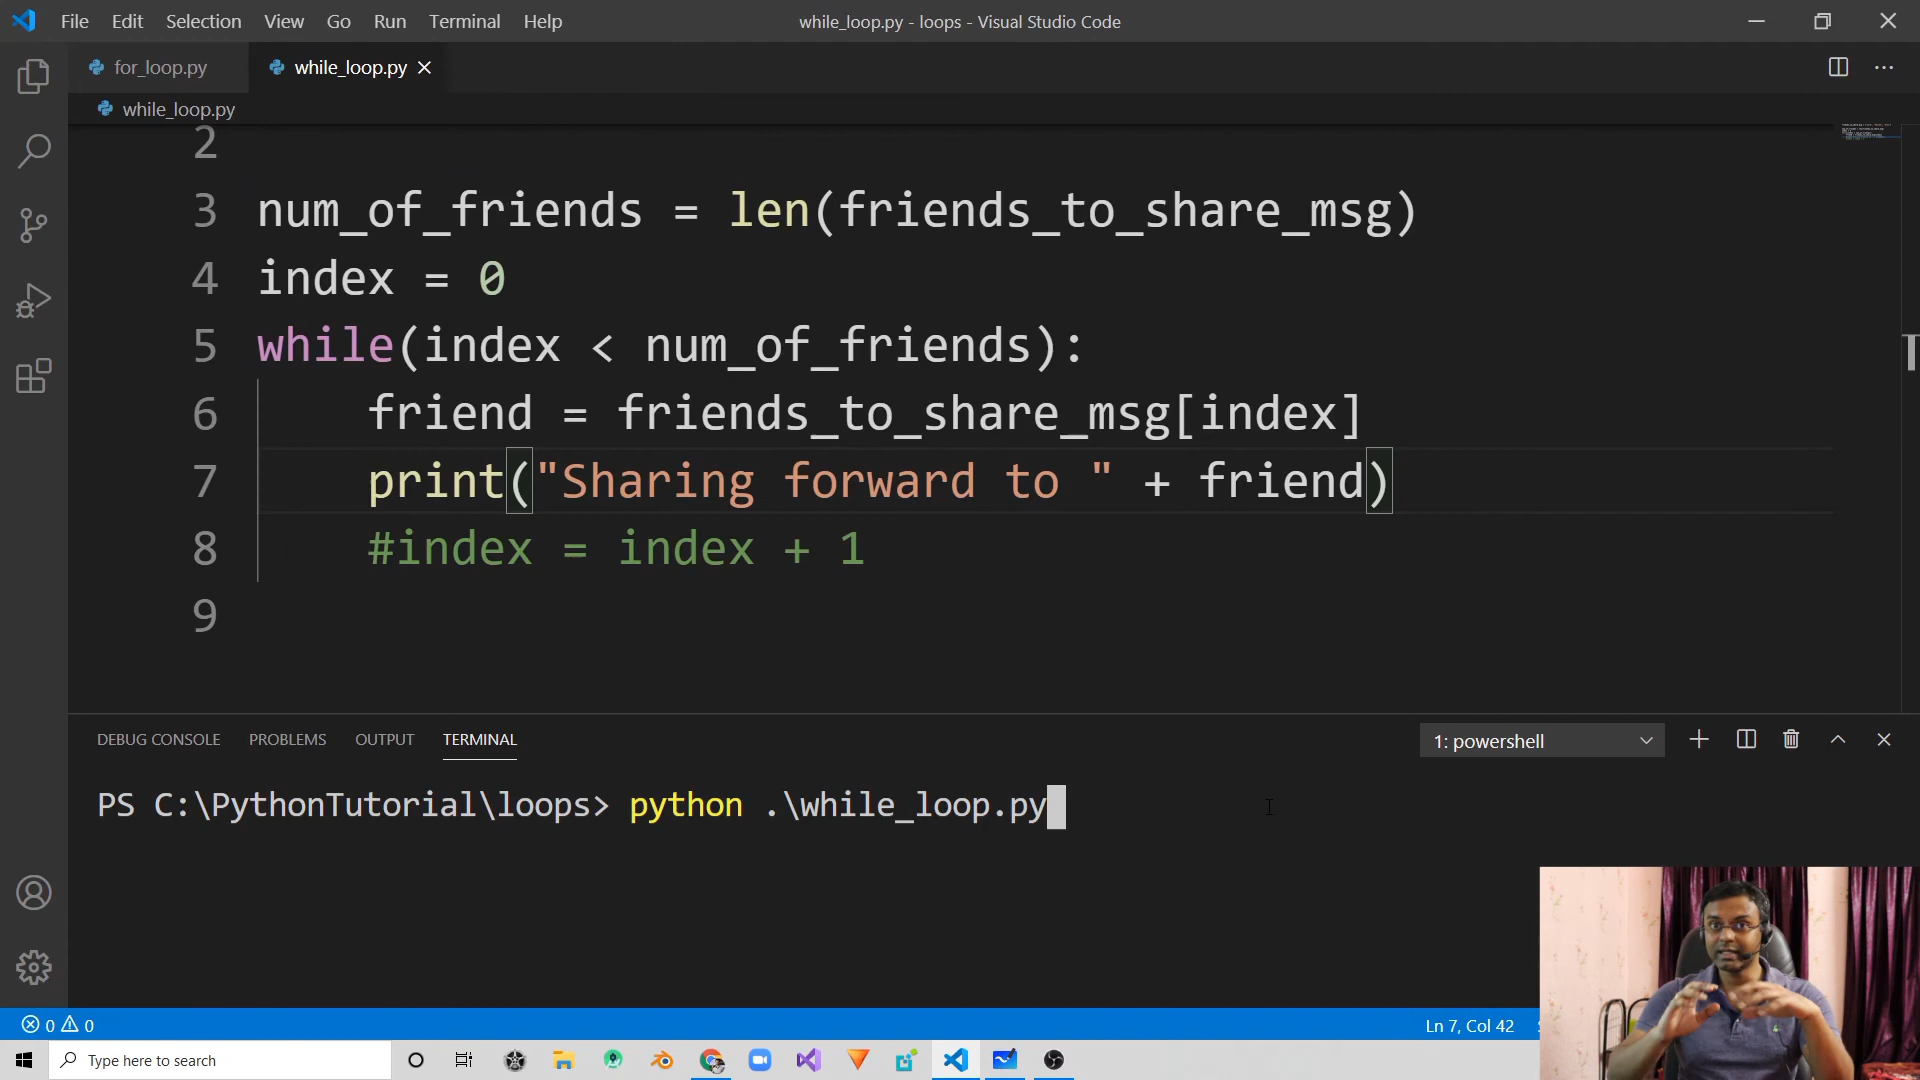 File Edit Selection View Go Run Terminal Help while_loop.py - loops - Visual Studio Code
for_loop.py while_loop.py
while_loop.py
2
3 num_of_friends = len(friends_to_share_msg)
4 index = 0
5 while(index < num_of_friends):
6 friend = friends_to_share_msg[index]
7 print("Sharing forward to " + friend)
8 #index = index + 1
9
DEBUG CONSOLE PROBLEMS OUTPUT TERMINAL 1: powershell
PS C:\PythonTutorial\loops> python .\while_loop.py
0 0 Ln 7, Col 42
Type here to search